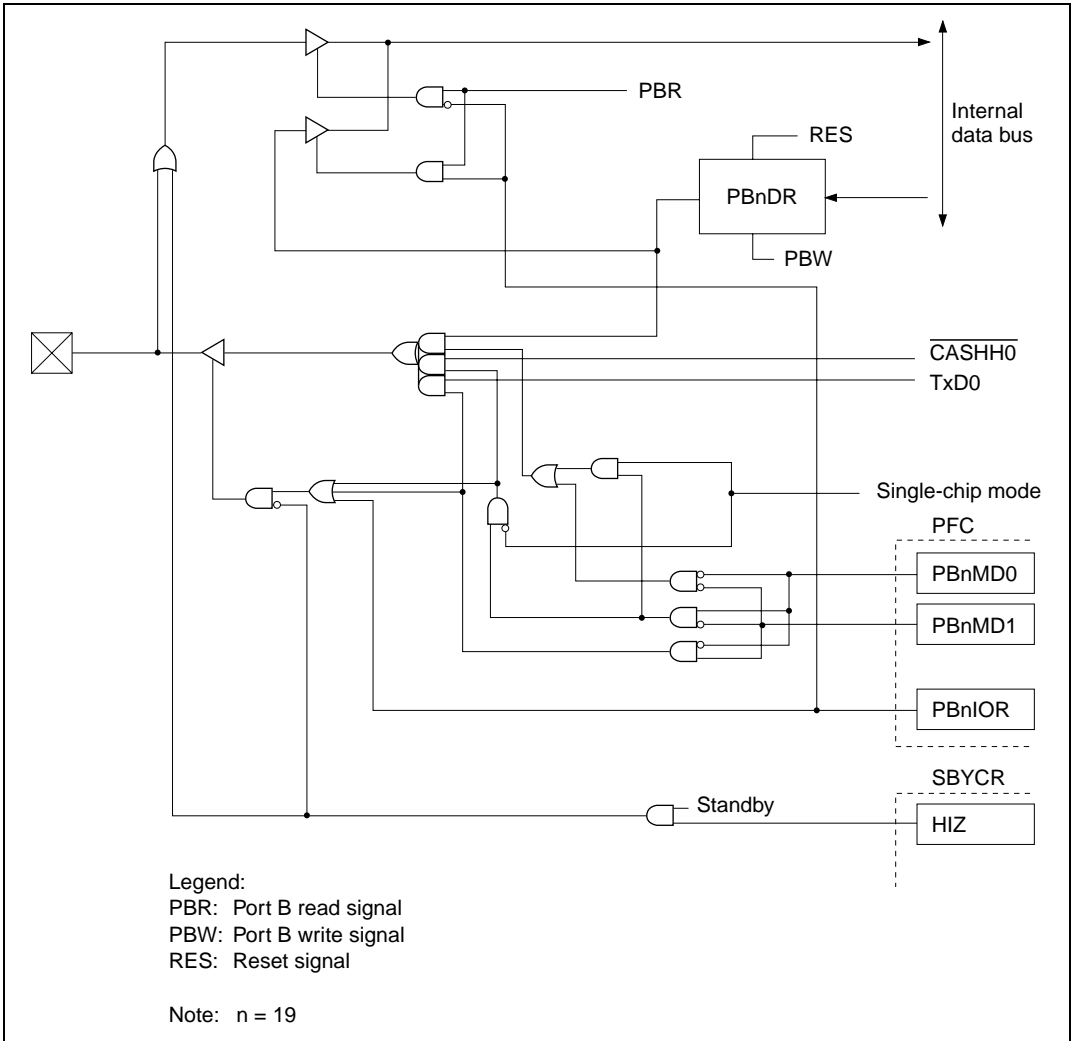 PBR
Internal
data bus
RES
PBnDR
PBW
CASHH0
TxD0
Single-chip mode
PFC
PBnMD0
PBnMD1
PBnIOR
SBYCR
Standby
HIZ
Legend:
PBR: Port B read signal
PBW: Port B write signal
RES: Reset signal
Note: n = 19